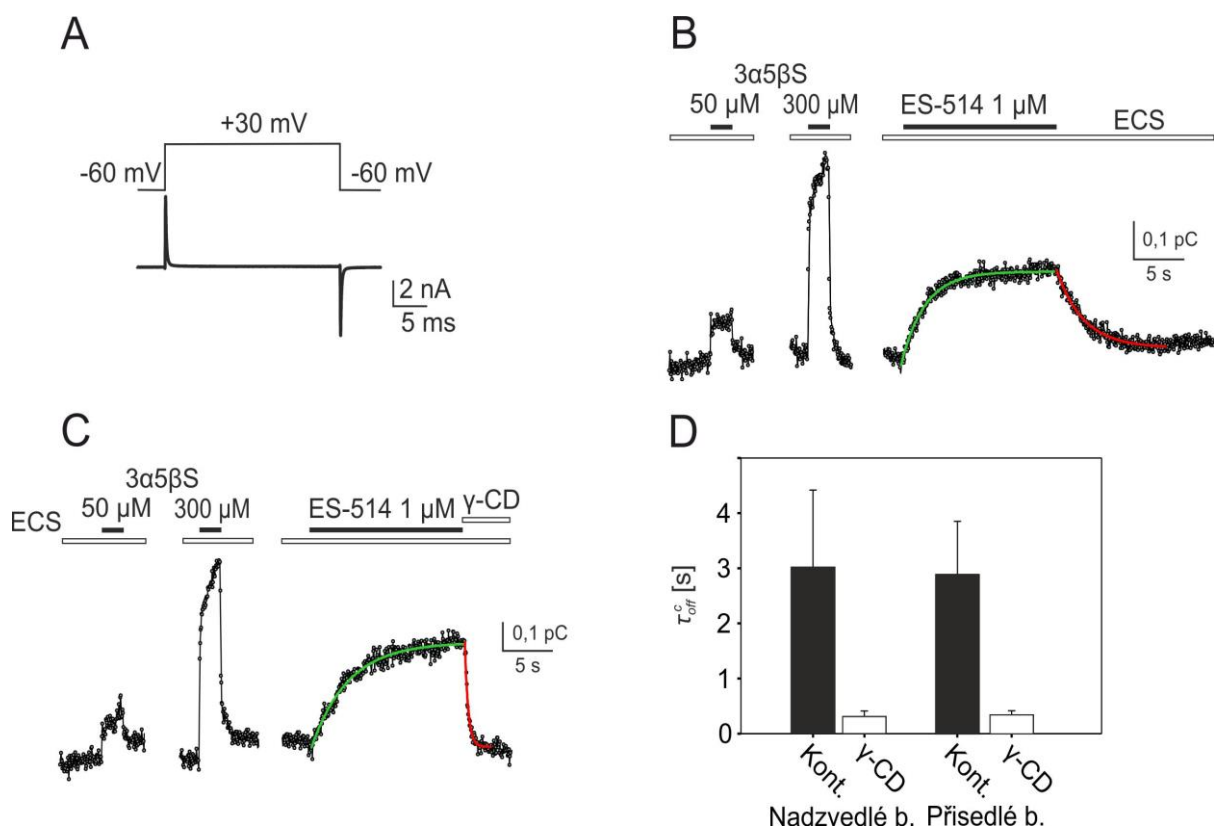 A
+30 mV
-60 mV
-60 mV
2 nA
5 ms
B
3α5βS
50 µM 300 µM ES-514 1 µM
ECS
0,1 pC
5 s
C
3α5βS
50 µM 300 µM ES-514 1 µM γ-CD
ECS
0,1 pC
5 s
D
τᶜoff [s]
4
3
2
1
0
Kont. γ-CD Kont. γ-CD
Nadzvedlé b. Přisedlé b.